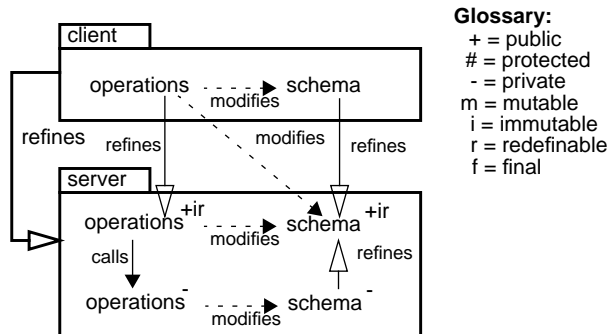 Glossary:
+ = public
# = protected
- = private
m = mutable
i = immutable
r = redefinable
f = final
client
operations
modifies
schema
refines
refines
modifies
refines
server
operations +ir
modifies
schema +ir
calls
refines
operations -
modifies
schema -